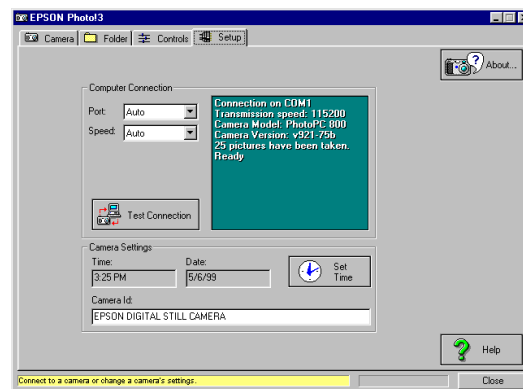 EPSON Photo!3
Camera Folder Controls Setup
About...
Computer Connection
Port: Auto
Speed: Auto
Connection on COM1
Transmission speed: 115200
Camera Model: PhotoPC 800
Camera Version: v921-75b
25 pictures have been taken.
Ready
Test Connection
Camera Settings
Time: Date:
3:25 PM 5/6/99
Set
Time
Camera Id:
EPSON DIGITAL STILL CAMERA
Help
Connect to a camera or change a camera's settings.
Close